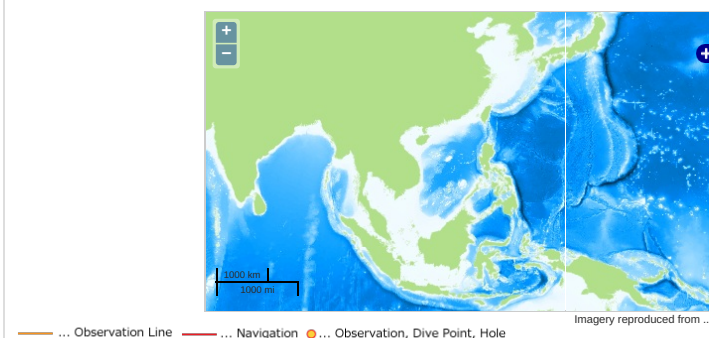 +
−
+
1000 km
1000 mi
Imagery reproduced from ..
... Observation Line ... Navigation ... Observation, Dive Point, Hole